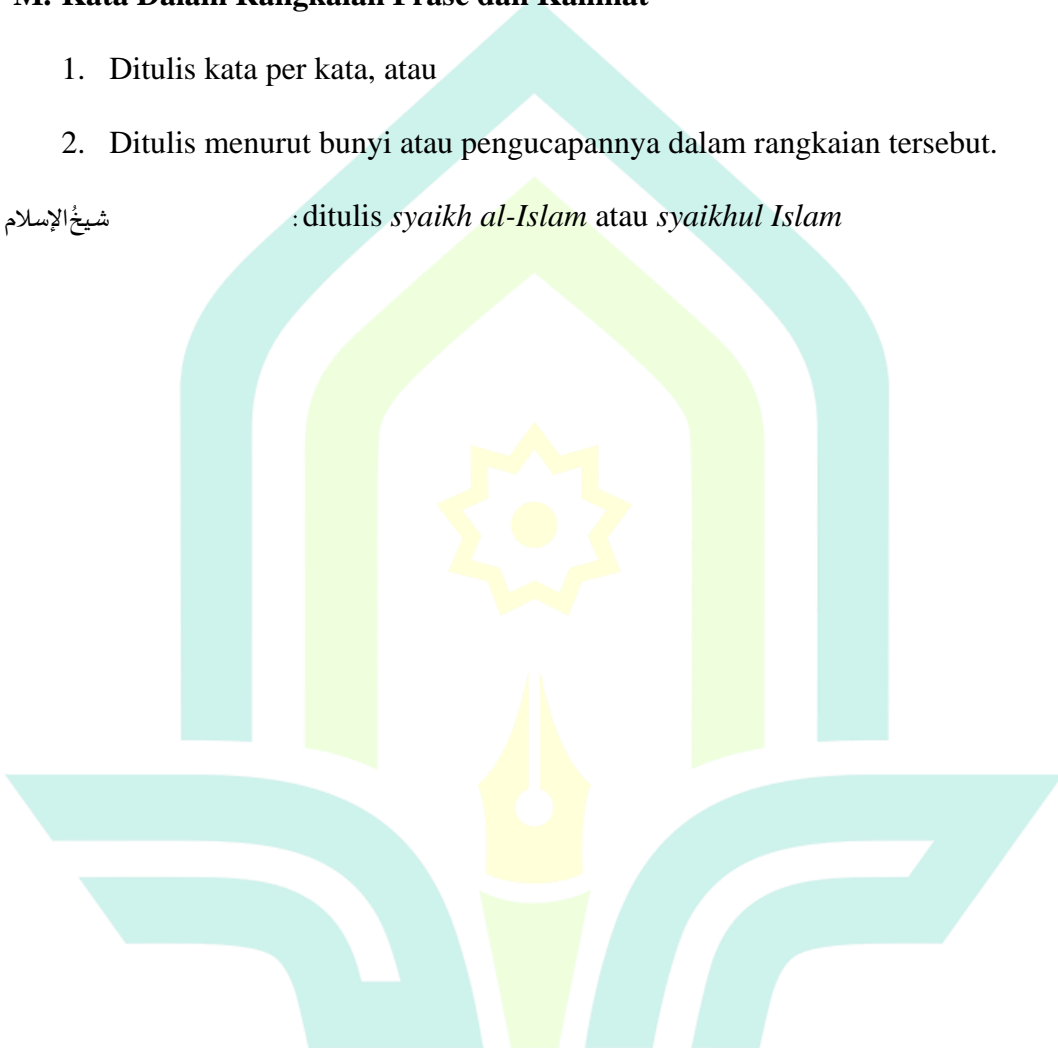 M. Kata Dalam Rangkaian Frase dan Kalimat
1. Ditulis kata per kata, atau
2. Ditulis menurut bunyi atau pengucapannya dalam rangkaian tersebut.
شيخُ الإسلام : ditulis syaikh al-Islam atau syaikhul Islam